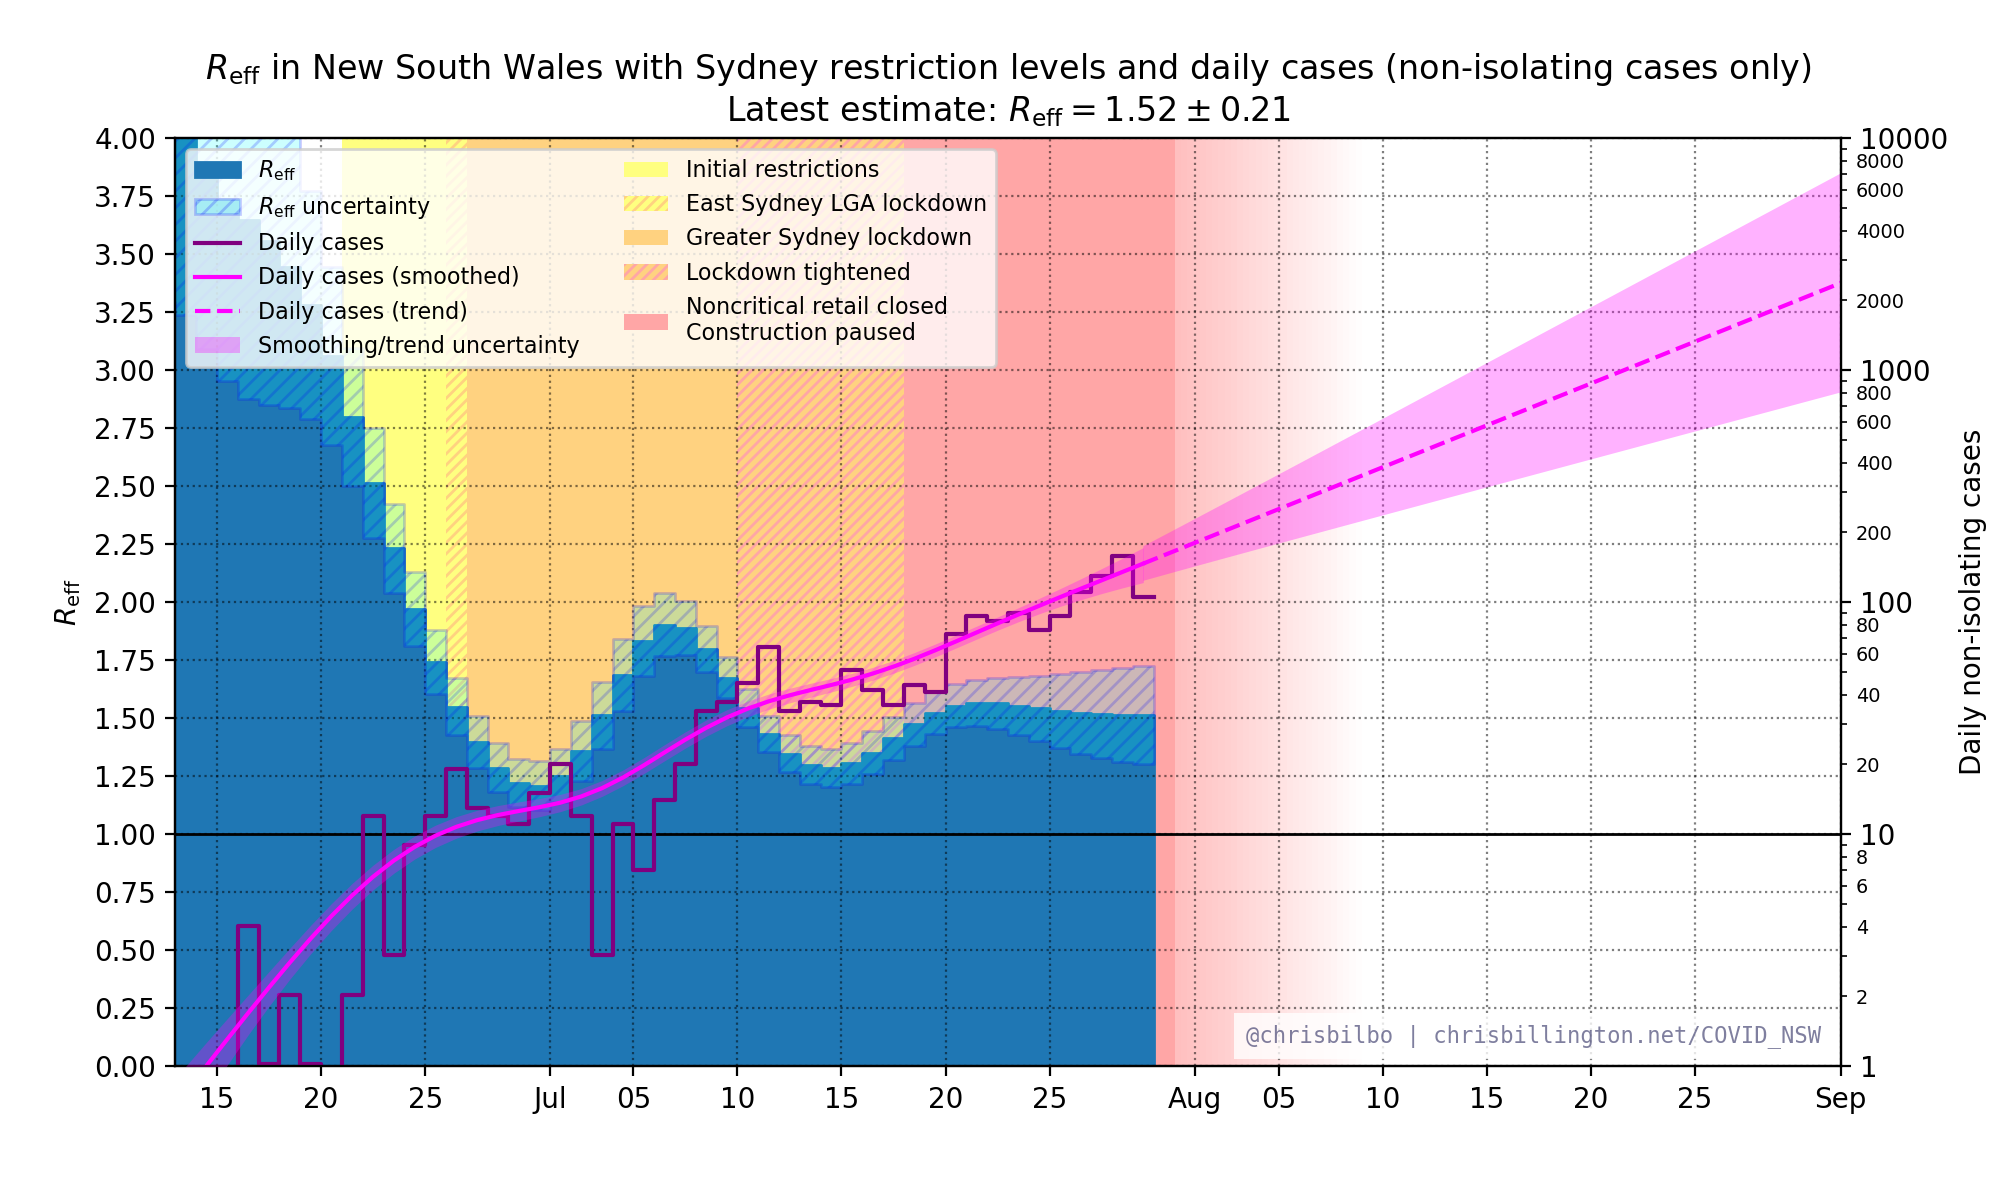 Reff in New South Wales with Sydney restriction levels and daily cases (non-isolating cases only)
Latest estimate: Reff = 1.52 ± 0.21
Reff
Reff uncertainty
Daily cases
Daily cases (smoothed)
Daily cases (trend)
Smoothing/trend uncertainty
Initial restrictions
East Sydney LGA lockdown
Greater Sydney lockdown
Lockdown tightened
Noncritical retail closed
Construction paused
4.00
3.75
3.50
3.25
3.00
2.75
2.50
2.25
2.00
1.75
1.50
1.25
1.00
0.75
0.50
0.25
0.00
Reff
10000
8000
6000
4000
2000
1000
800
600
400
200
100
80
60
40
20
10
8
6
4
2
1
Daily non-isolating cases
@chrisbilbo | chrisbillington.net/COVID_NSW
15 20 25 Jul 05 10 15 20 25 Aug 05 10 15 20 25 Sep